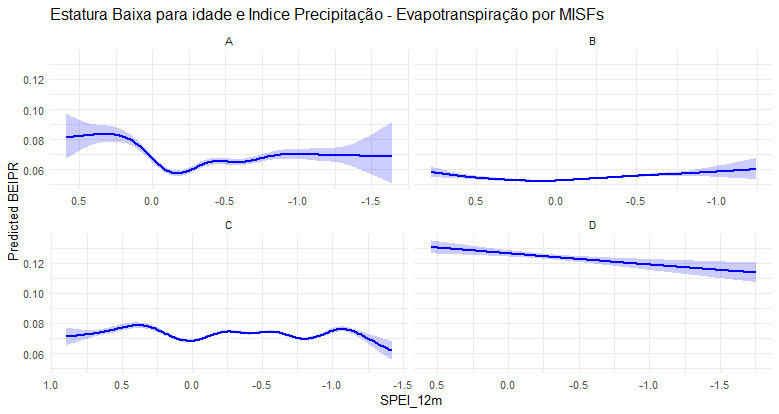 Estatura Baixa para idade e Indice Precipitação - Evapotranspiração por MISFs
A B
0.12
0.10
0.08
0.06
0.5 0.0 -0.5 -1.0 -1.5 0.5 0.0 -0.5 -1.0
C D
0.12
0.10
0.08
0.06
1.0 0.5 0.0 -0.5 -1.0 -1.5 0.5 0.0 -0.5 -1.0 -1.5
Predicted BEIPR
SPEI_12m